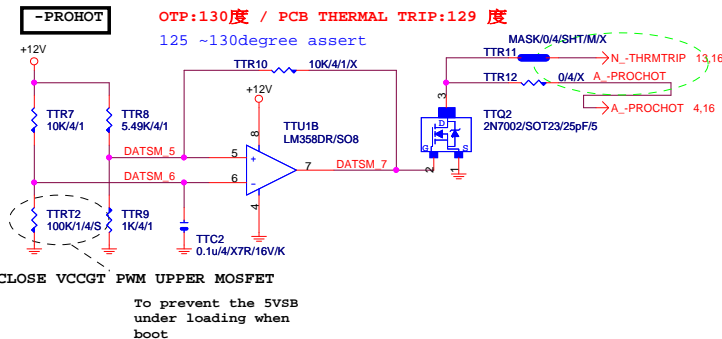 -PROHOT
OTP:130度 / PCB THERMAL TRIP:129 度
125 ~130degree assert
MASK/0/4/SHT/M/X
TTR11
N_-THRMTRIP 13,16
TTR10
10K/4/1/X
TTR12
0/4/X
A_-PROCHOT
A_-PROCHOT 4,16
+12V
+12V
TTR7
10K/4/1
TTR8
5.49K/4/1
TTU1B
LM358DR/SO8
TTQ2
2N7002/SOT23/25pF/5
3
D
G
S
2
1
DATSM_5
5
+
8
7
DATSM_7
DATSM_6
6
-
4
TTRT2
100K/1/4/S
TTR9
1K/4/1
TTC2
0.1u/4/X7R/16V/K
CLOSE VCCGT PWM UPPER MOSFET
To prevent the 5VSB
under loading when
boot